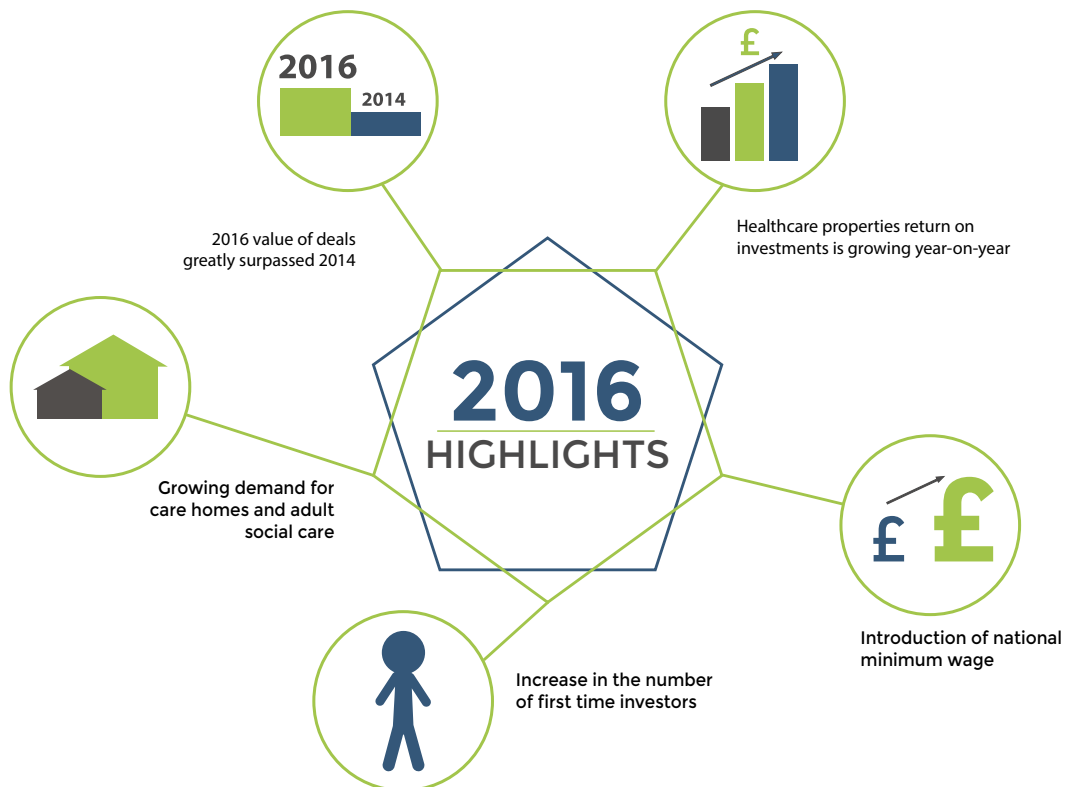 2016
2014
£
2016 value of deals
greatly surpassed 2014
Healthcare properties return on
investments is growing year-on-year
2016
HIGHLIGHTS
Growing demand for
care homes and adult
social care
£ £
Introduction of national
minimum wage
Increase in the number
of first time investors